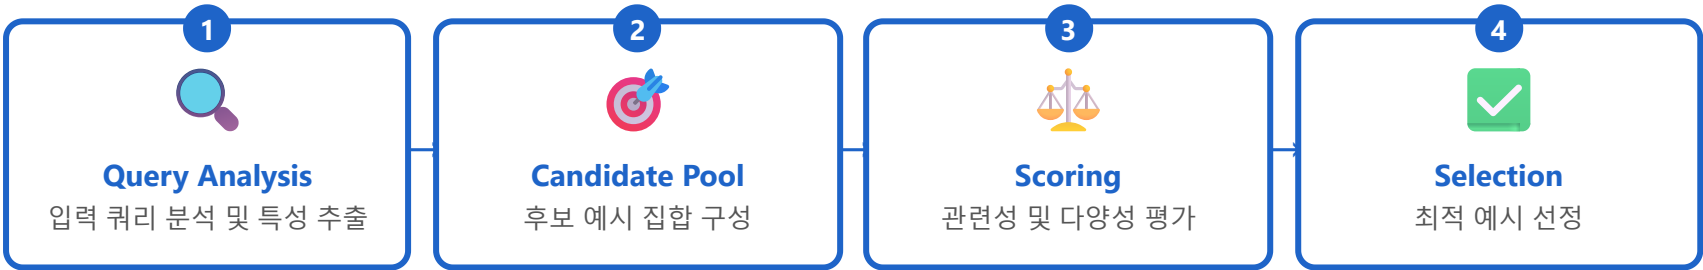 1
Query Analysis
입력 쿼리 분석 및 특성 추출
2
Candidate Pool
후보 예시 집합 구성
3
Scoring
관련성 및 다양성 평가
4
Selection
최적 예시 선정